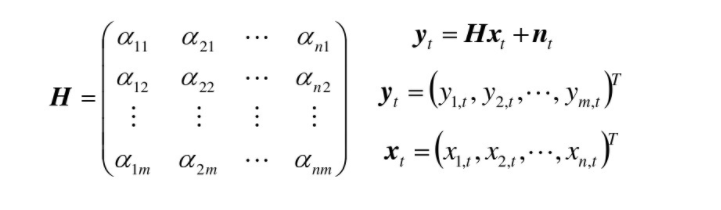 H = ( α₁₁ α₂₁ ⋯ αₙ₁
α₁₂ α₂₂ ⋯ αₙ₂
⋮ ⋮ ⋮ ⋮
α₁ₘ α₂ₘ ⋯ αₙₘ )
yₜ = Hxₜ + nₜ
yₜ = (y₁,ₜ, y₂,ₜ, ⋯, yₘ,ₜ)ᵀ
xₜ = (x₁,ₜ, x₂,ₜ, ⋯, xₙ,ₜ)ᵀ